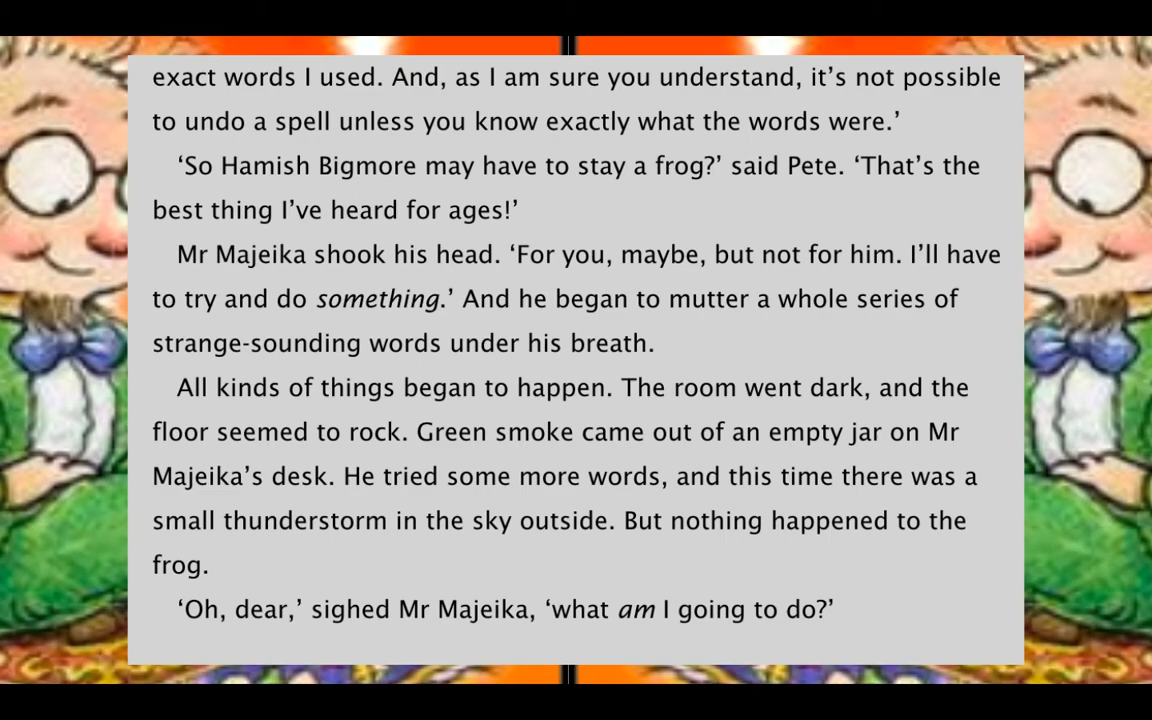 exact words I used. And, as I am sure you understand, it’s not possible
to undo a spell unless you know exactly what the words were.’
‘So Hamish Bigmore may have to stay a frog?’ said Pete. ‘That’s the
best thing I’ve heard for ages!’
Mr Majeika shook his head. ‘For you, maybe, but not for him. I’ll have
to try and do something.’ And he began to mutter a whole series of
strange-sounding words under his breath.
All kinds of things began to happen. The room went dark, and the
floor seemed to rock. Green smoke came out of an empty jar on Mr
Majeika’s desk. He tried some more words, and this time there was a
small thunderstorm in the sky outside. But nothing happened to the
frog.
‘Oh, dear,’ sighed Mr Majeika, ‘what am I going to do?’